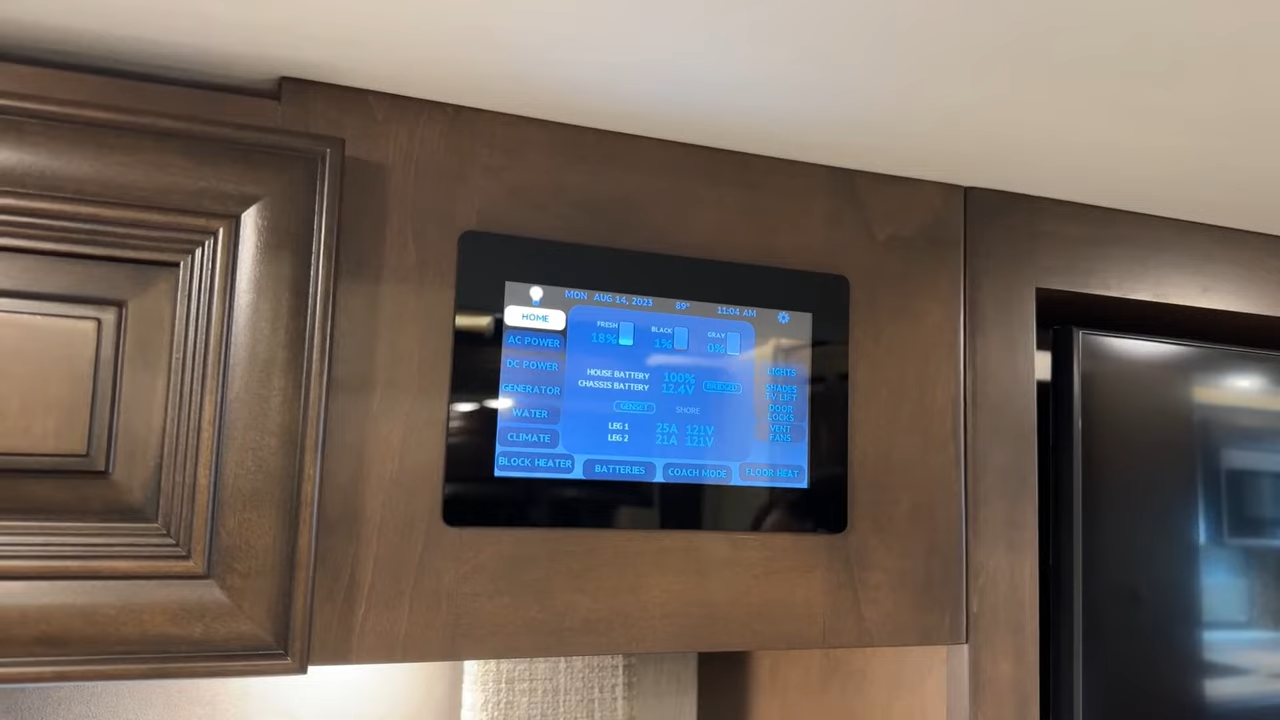 MON AUG 14, 2023 89° 11:04 AM
HOME
AC POWER
DC POWER
GENERATOR
WATER
CLIMATE
BLOCK HEATER
FRESH 18%
BLACK 1%
GRAY 0%
HOUSE BATTERY 100%
CHASSIS BATTERY 12.4V BRIDGED
GENSET SHORE
LEG 1 25A 121V
LEG 2 21A 121V
LIGHTS
SHADES
TV LIFT
DOOR
LOCKS
VENT
FANS
BATTERIES
COACH MODE
FLOOR HEAT